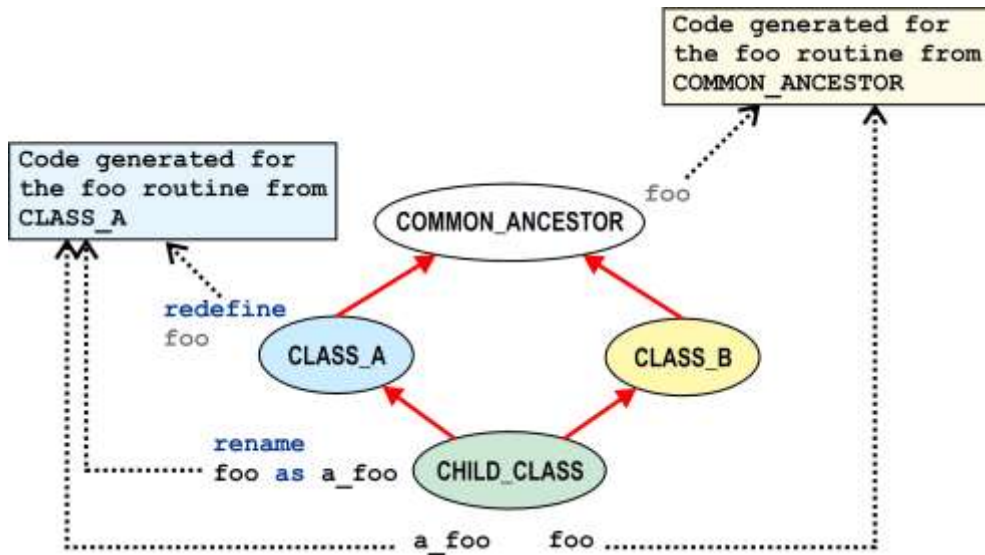 Code generated for
the foo routine from
COMMON_ANCESTOR
Code generated for
the foo routine from
CLASS_A
foo
COMMON_ANCESTOR
redefine
foo
CLASS_A
CLASS_B
rename
foo as a_foo
CHILD_CLASS
a_foo foo